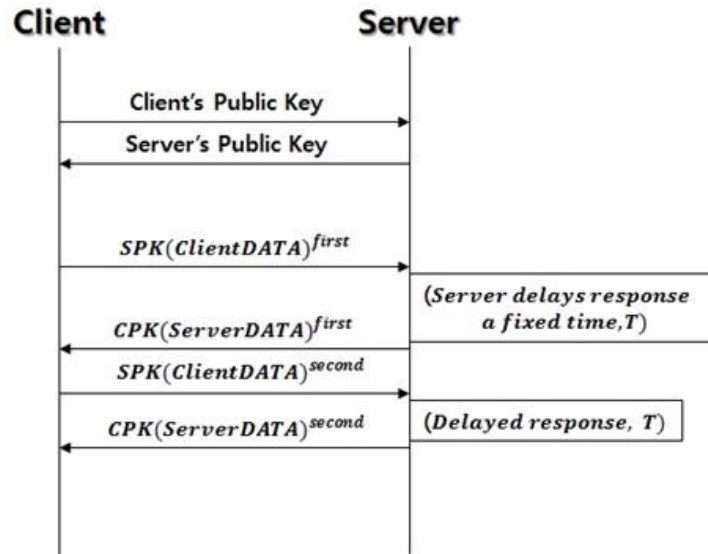 Client Server
Client's Public Key
Server's Public Key
SPK(ClientDATA)^first
(Server delays response
a fixed time,T)
CPK(ServerDATA)^first
SPK(ClientDATA)^second
CPK(ServerDATA)^second
(Delayed response, T)